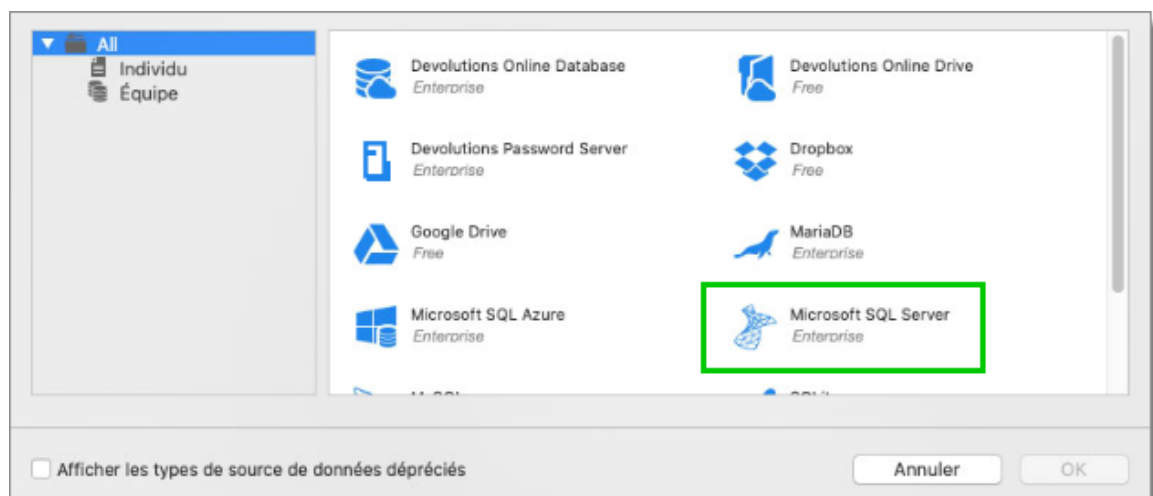 All
Individu
Équipe
Devolutions Online Database
Enterprise
Devolutions Online Drive
Free
Devolutions Password Server
Enterprise
Dropbox
Free
Google Drive
Free
MariaDB
Enterprise
Microsoft SQL Azure
Enterprise
Microsoft SQL Server
Enterprise
Afficher les types de source de données dépréciés
Annuler
OK